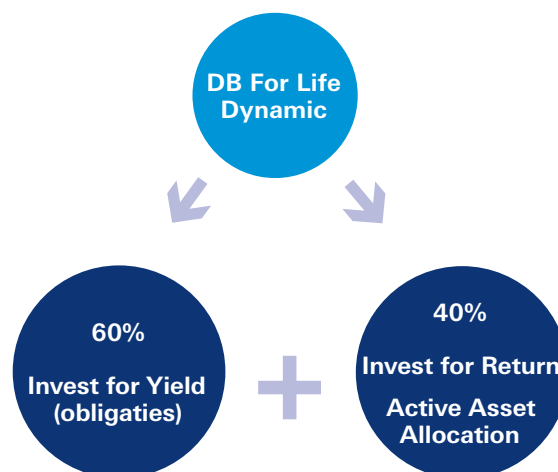 DB For Life
Dynamic
60%
Invest for Yield
(obligaties)
+
40%
Invest for Return
Active Asset
Allocation